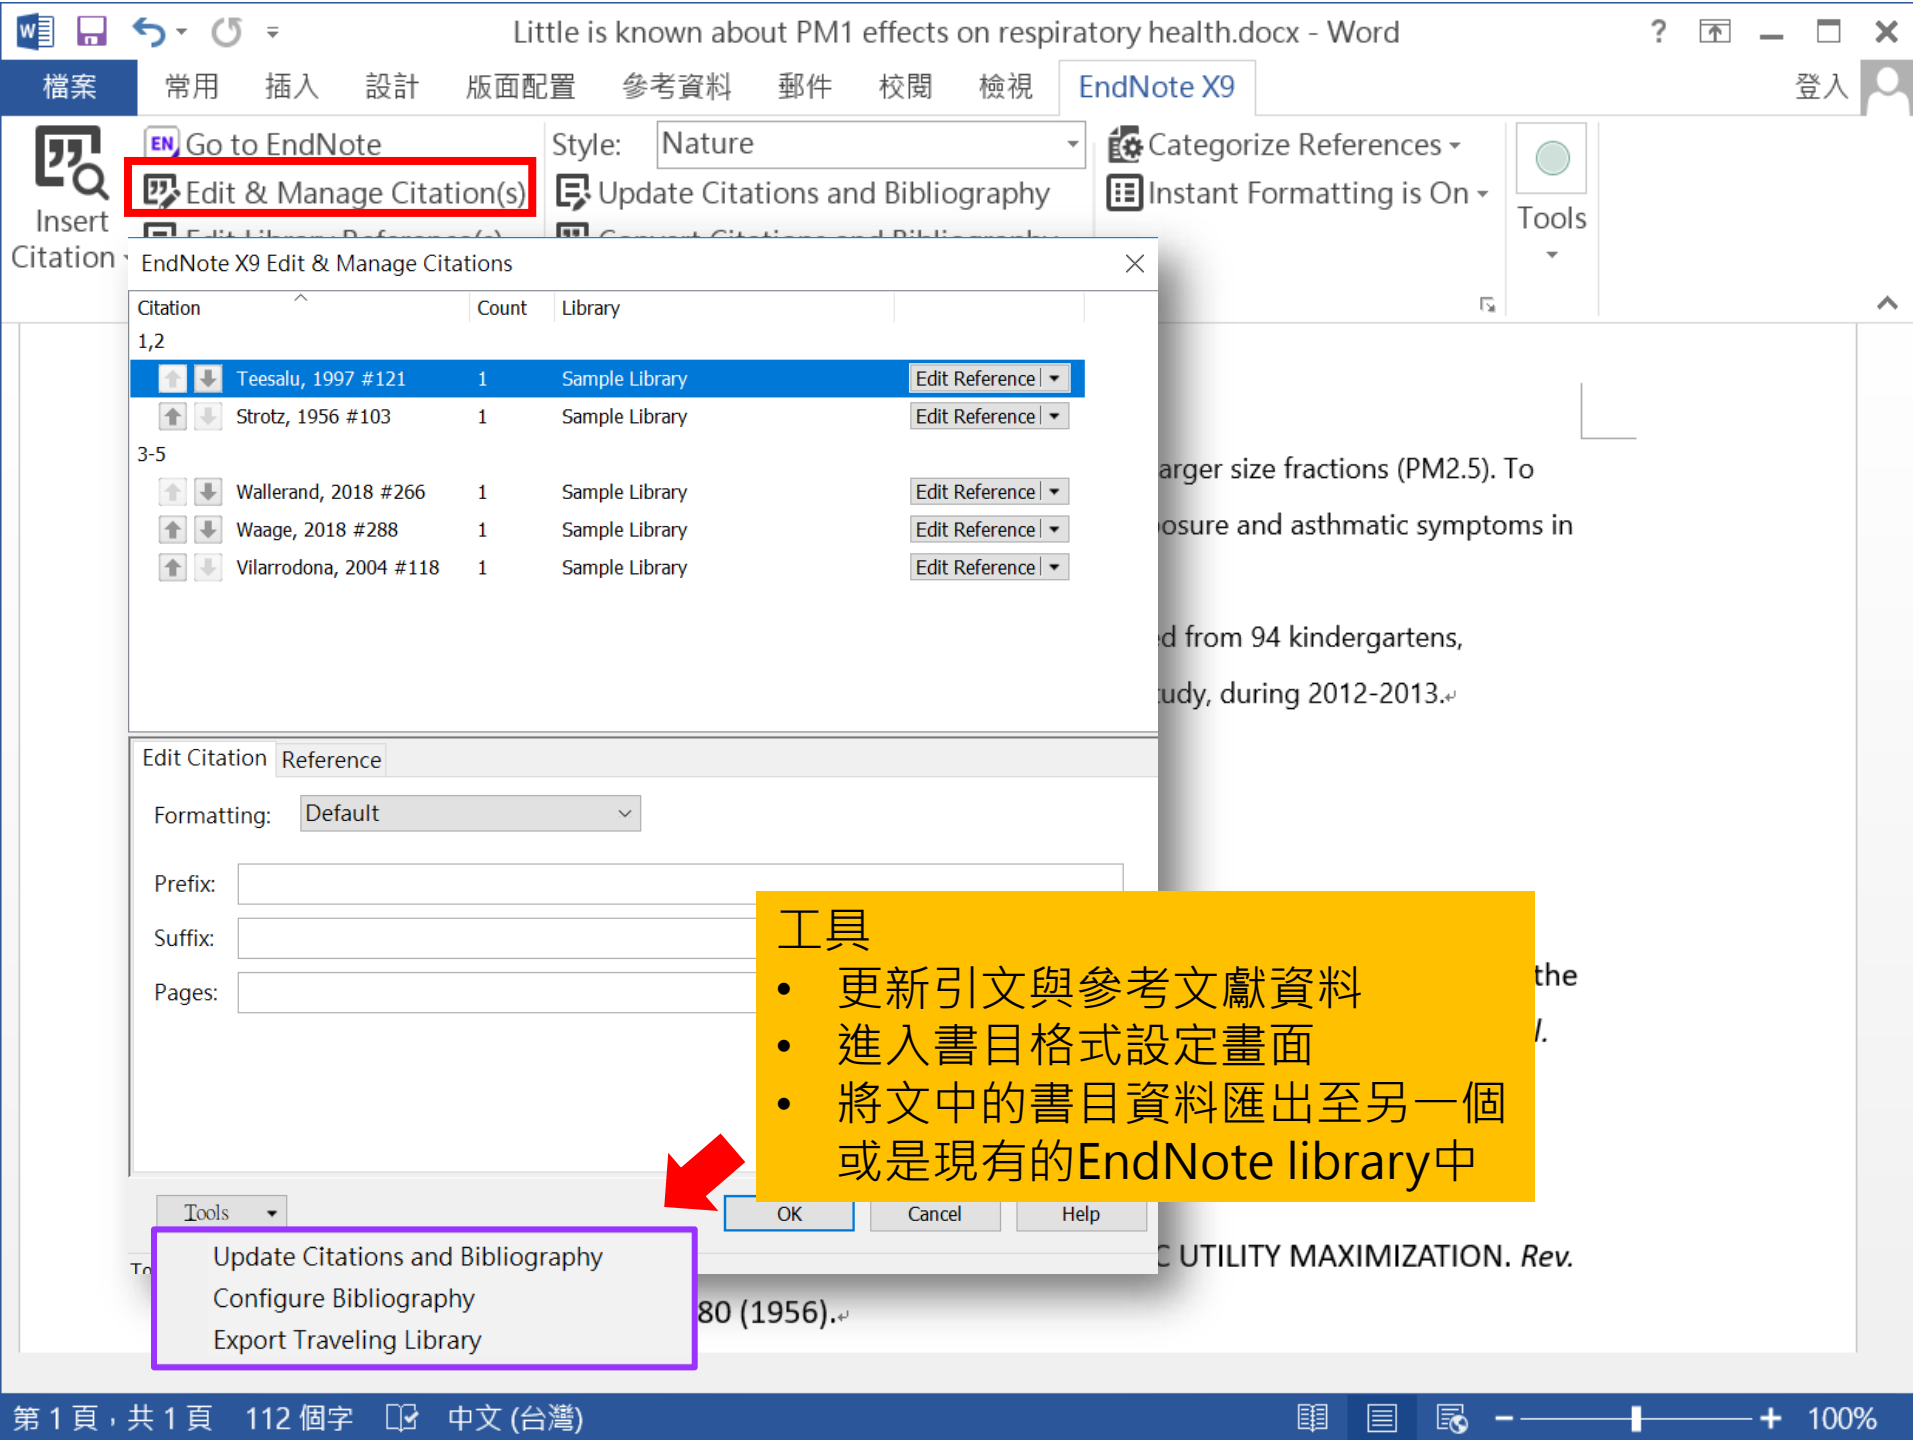 Little is known about PM1 effects on respiratory health.docx - Word
?
檔案 常用 插入 設計 版面配置 參考資料 郵件 校閱 檢視 EndNote X9 登入
Insert Citation
EN Go to EndNote
Edit & Manage Citation(s)
Edit Library Reference(s)
Style: Nature
Update Citations and Bibliography
Convert Citations and Bibliography
Categorize References
Instant Formatting is On
Tools
EndNote X9 Edit & Manage Citations
Citation Count Library
1,2
Teesalu, 1997 #121 1 Sample Library Edit Reference
Strotz, 1956 #103 1 Sample Library Edit Reference
3-5
Wallerand, 2018 #266 1 Sample Library Edit Reference
Waage, 2018 #288 1 Sample Library Edit Reference
Vilarrodona, 2004 #118 1 Sample Library Edit Reference
arger size fractions (PM2.5). To
osure and asthmatic symptoms in
ed from 94 kindergartens,
tudy, during 2012-2013.
Edit Citation Reference
Formatting: Default
Prefix:
Suffix:
Pages:
工具
• 更新引文與參考文獻資料
• 進入書目格式設定畫面
• 將文中的書目資料匯出至另一個
或是現有的EndNote library中
the
Tools
OK Cancel Help
Update Citations and Bibliography
Configure Bibliography
Export Traveling Library
C UTILITY MAXIMIZATION. Rev.
80 (1956).
第 1 頁，共 1 頁 112 個字 中文 (台灣) 100%